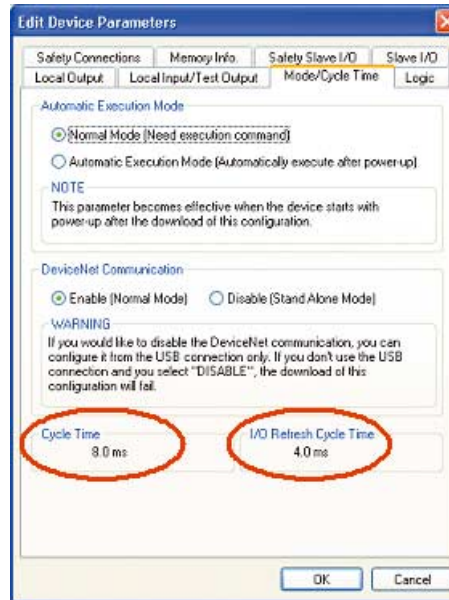 Edit Device Parameters
Safety Connections
Memory Info.
Safety Slave I/O
Slave I/O
Local Output
Local Input/Test Output
Mode/Cycle Time
Logic
Automatic Execution Mode
Normal Mode (Need execution command)
Automatic Execution Mode (Automatically execute after power-up)
NOTE
This parameter becomes effective when the device starts with
power-up after the download of this configuration.
DeviceNet Communication
Enable (Normal Mode)
Disable (Stand Alone Mode)
WARNING
If you would like to disable the DeviceNet communication, you can
configure it from the USB connection only. If you don't use the USB
connection and you select "DISABLE", the download of this
configuration will fail.
Cycle Time
8.0 ms
I/O Refresh Cycle Time
4.0 ms
OK
Cancel